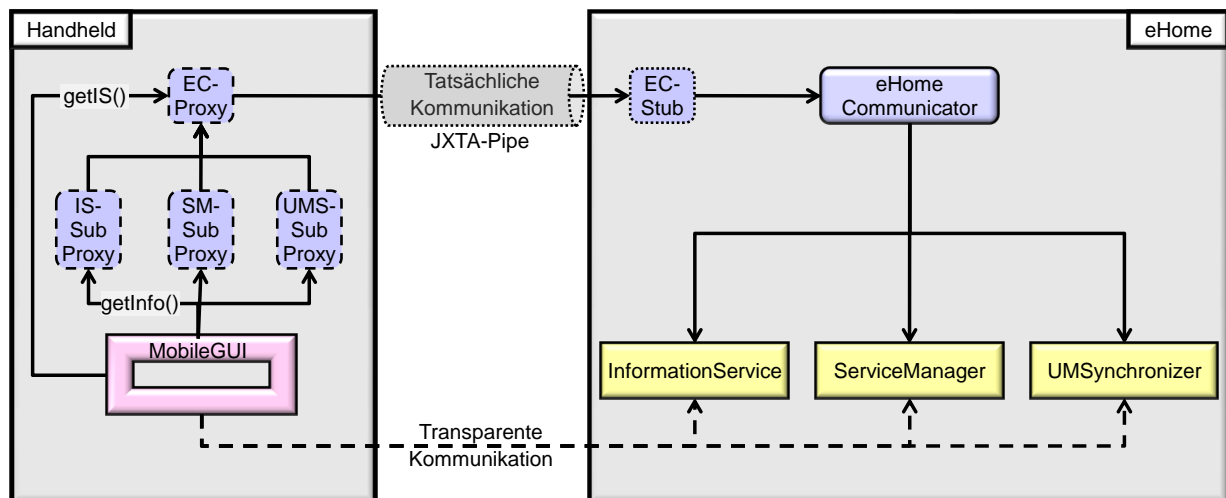 Handheld
eHome
getIS()
EC-
Proxy
Tatsächliche
Kommunikation
JXTA-Pipe
EC-
Stub
eHome
Communicator
IS-
Sub
Proxy
SM-
Sub
Proxy
UMS-
Sub
Proxy
getInfo()
MobileGUI
InformationService
ServiceManager
UMSynchronizer
Transparente
Kommunikation